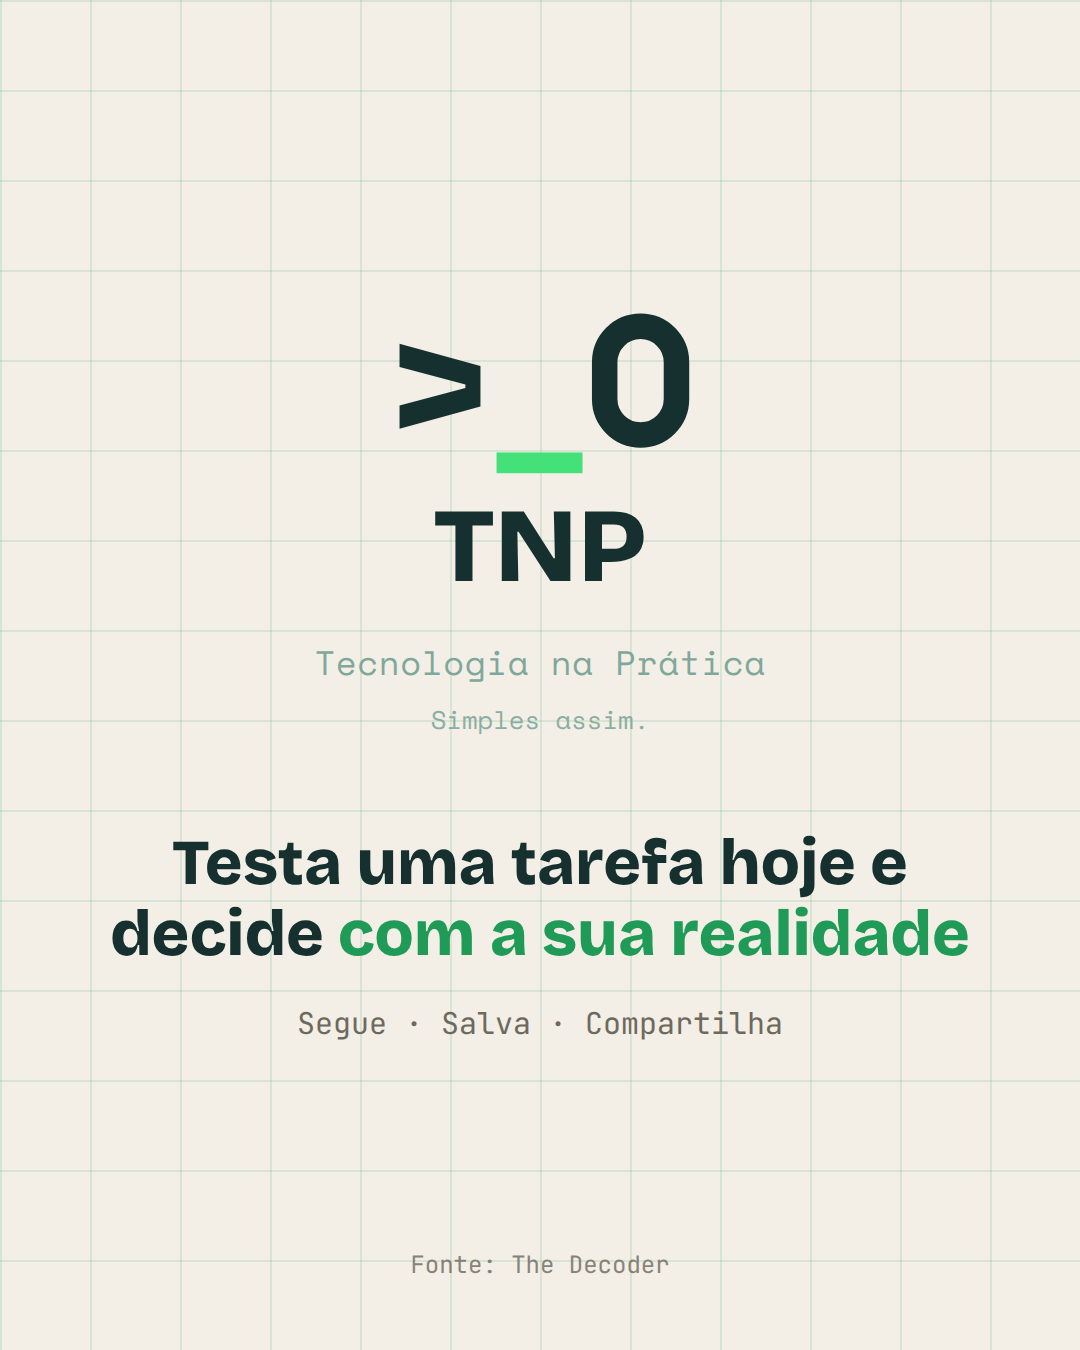 >_0
TNP
Tecnologia na Prática
Simples assim.
Testa uma tarefa hoje e
decide com a sua realidade
Segue · Salva · Compartilha
Fonte: The Decoder